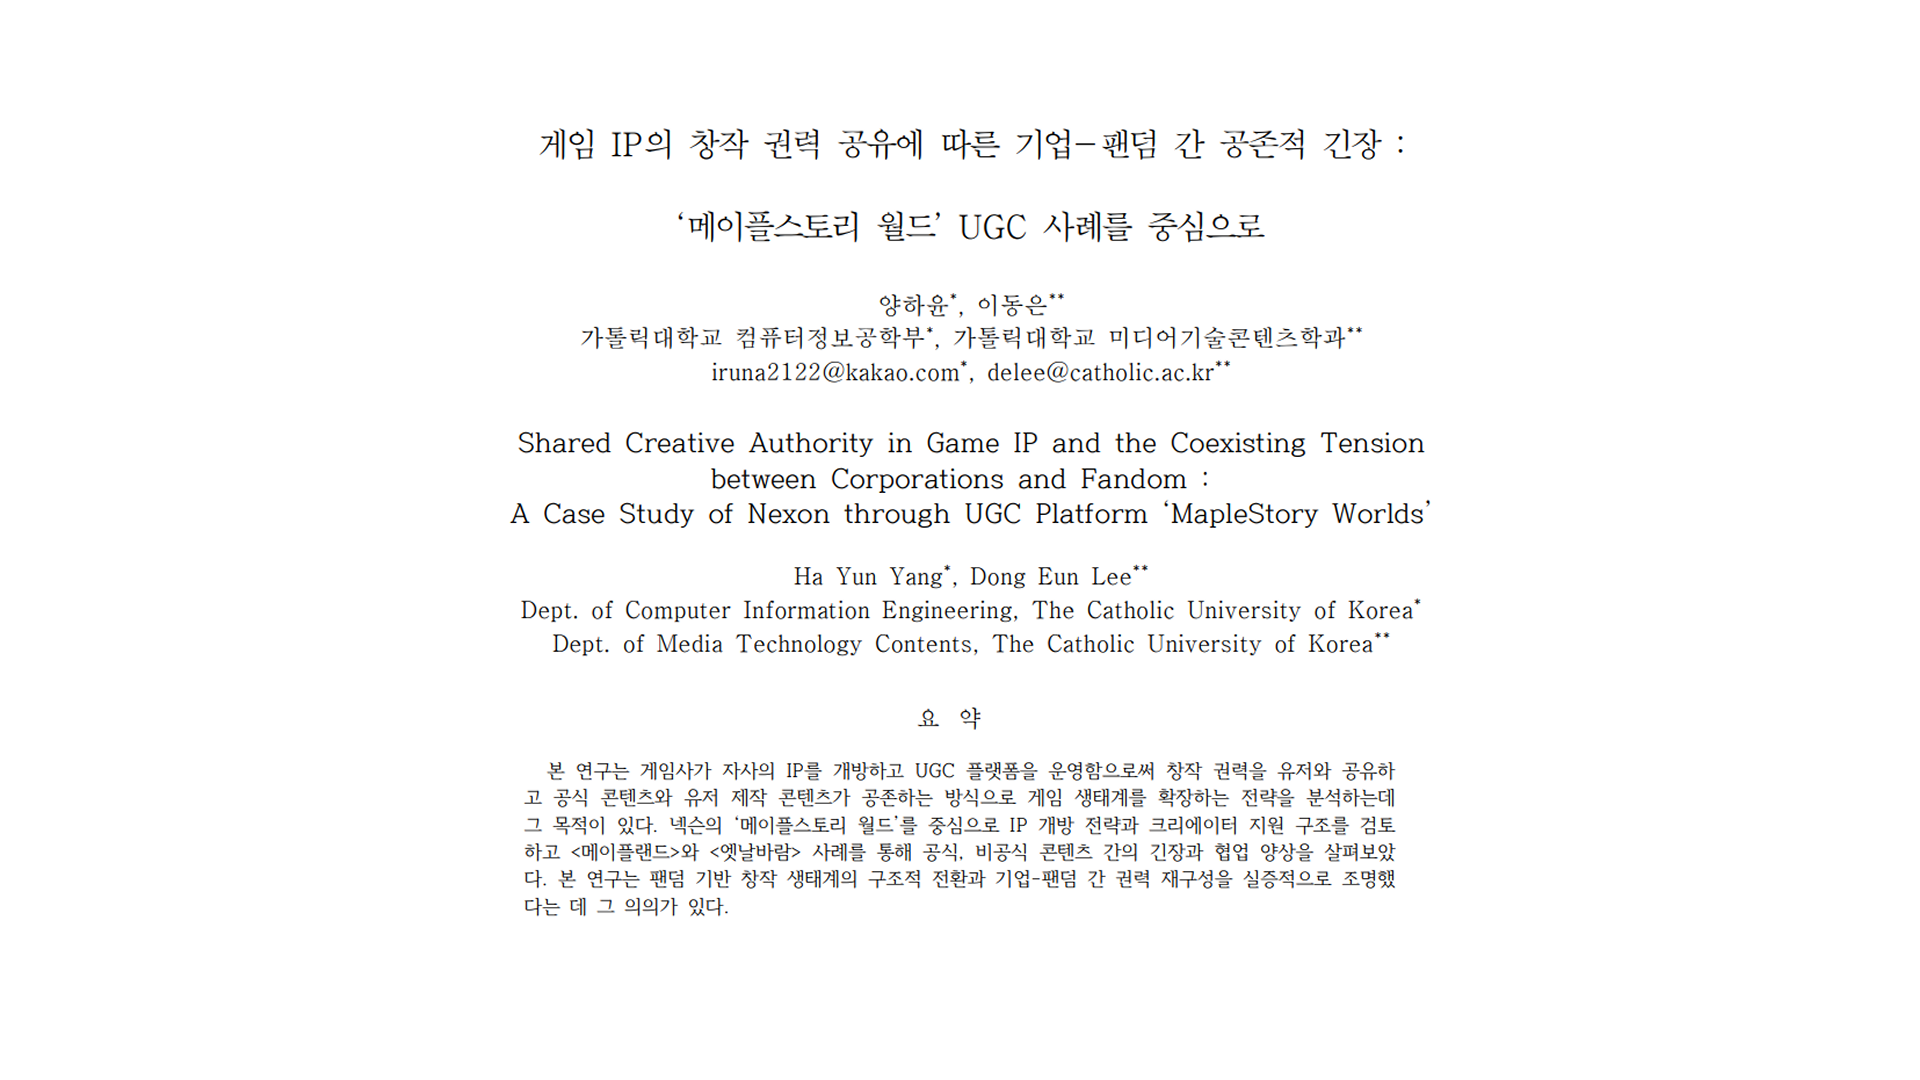 게임 IP의 창작 권력 공유에 따른 기업-팬덤 간 공존적 긴장 :
‘메이플스토리 월드’ UGC 사례를 중심으로
양하윤*, 이동은**
가톨릭대학교 컴퓨터정보공학부*, 가톨릭대학교 미디어기술콘텐츠학과**
iruna2122@kakao.com*, delee@catholic.ac.kr**
Shared Creative Authority in Game IP and the Coexisting Tension
between Corporations and Fandom :
A Case Study of Nexon through UGC Platform ‘MapleStory Worlds’
Ha Yun Yang*, Dong Eun Lee**
Dept. of Computer Information Engineering, The Catholic University of Korea*
Dept. of Media Technology Contents, The Catholic University of Korea**
요 약
본 연구는 게임사가 자사의 IP를 개방하고 UGC 플랫폼을 운영함으로써 창작 권력을 유저와 공유하
고 공식 콘텐츠와 유저 제작 콘텐츠가 공존하는 방식으로 게임 생태계를 확장하는 전략을 분석하는데
그 목적이 있다. 넥슨의 ‘메이플스토리 월드’를 중심으로 IP 개방 전략과 크리에이터 지원 구조를 검토
하고 <메이플랜드>와 <옛날바람> 사례를 통해 공식, 비공식 콘텐츠 간의 긴장과 협업 양상을 살펴보았
다. 본 연구는 팬덤 기반 창작 생태계의 구조적 전환과 기업-팬덤 간 권력 재구성을 실증적으로 조명했
다는 데 그 의의가 있다.